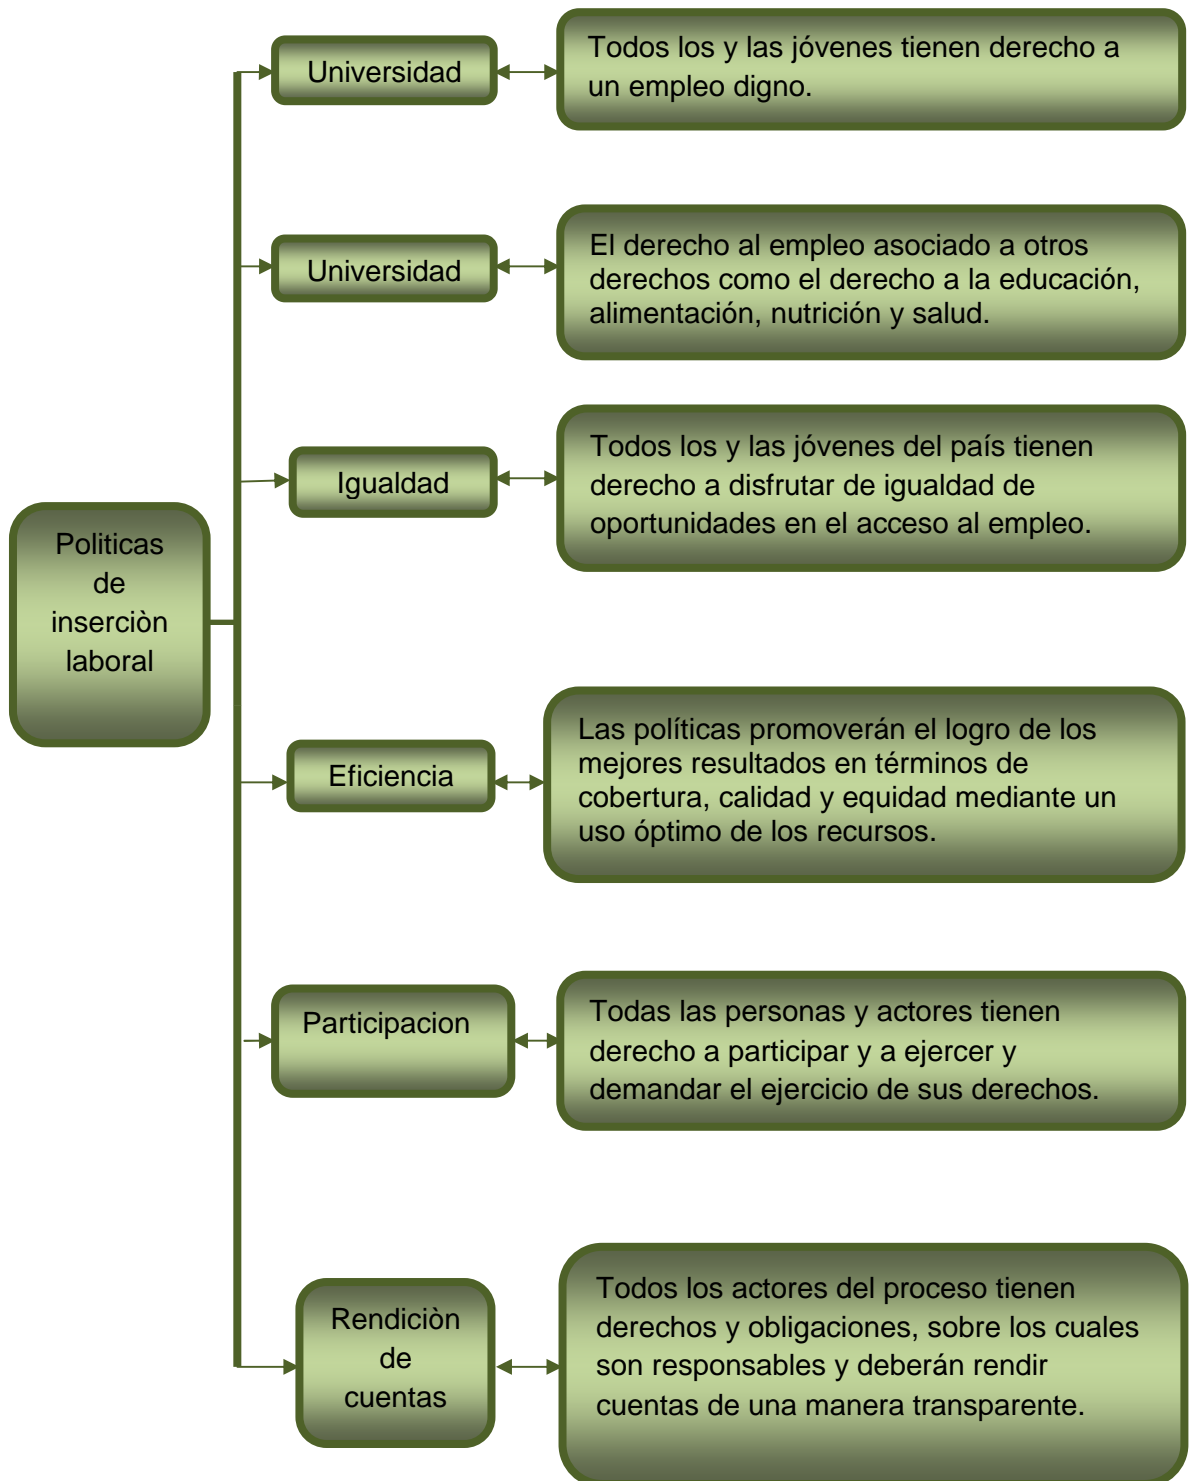 Politicas
de
inserciòn
laboral
Universidad
Todos los y las jóvenes tienen derecho a
un empleo digno.
Universidad
El derecho al empleo asociado a otros
derechos como el derecho a la educación,
alimentación, nutrición y salud.
Igualdad
Todos los y las jóvenes del país tienen
derecho a disfrutar de igualdad de
oportunidades en el acceso al empleo.
Eficiencia
Las políticas promoverán el logro de los
mejores resultados en términos de
cobertura, calidad y equidad mediante un
uso óptimo de los recursos.
Participacion
Todas las personas y actores tienen
derecho a participar y a ejercer y
demandar el ejercicio de sus derechos.
Rendiciòn
de
cuentas
Todos los actores del proceso tienen
derechos y obligaciones, sobre los cuales
son responsables y deberán rendir
cuentas de una manera transparente.